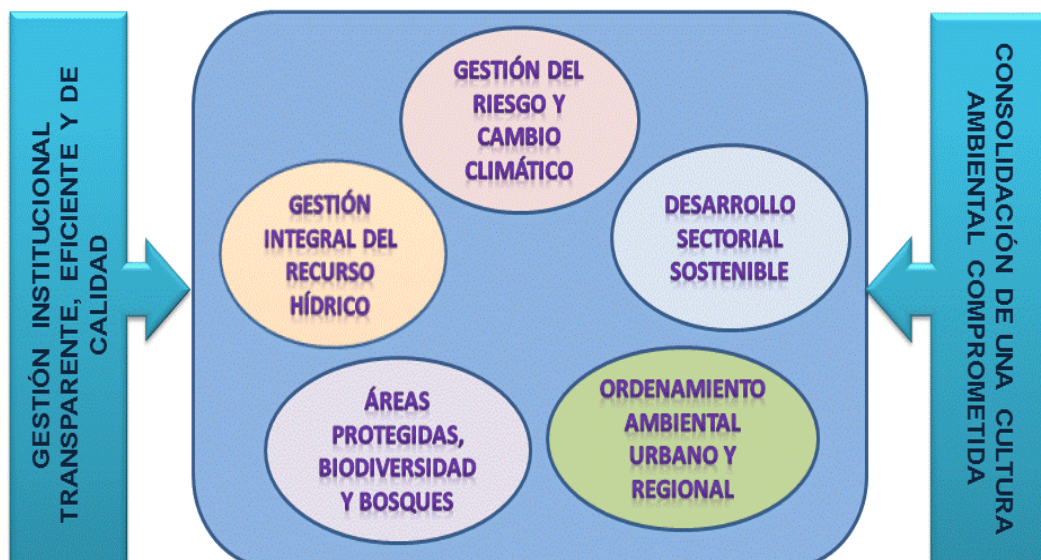 GESTIÓN INSTITUCIONAL
TRANSPARENTE, EFICIENTE Y DE
CALIDAD
GESTIÓN DEL
RIESGO Y
CAMBIO
CLIMÁTICO
GESTIÓN
INTEGRAL DEL
RECURSO
HÍDRICO
DESARROLLO
SECTORIAL
SOSTENIBLE
ÁREAS
PROTEGIDAS,
BIODIVERSIDAD
Y BOSQUES
ORDENAMIENTO
AMBIENTAL
URBANO Y
REGIONAL
CONSOLIDACIÓN DE UNA CULTURA
AMBIENTAL COMPROMETIDA